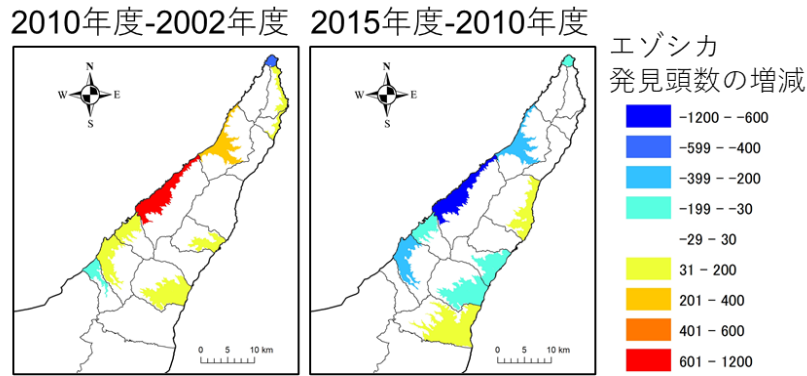 2010年度-2002年度
2015年度-2010年度
エゾシカ
発見頭数の増減
N
W
E
S
N
W
E
S
-1200 - -600
-599 - -400
-399 - -200
-199 - -30
-29 - 30
31 - 200
201 - 400
401 - 600
601 - 1200
0 5 10 km
0 5 10 km